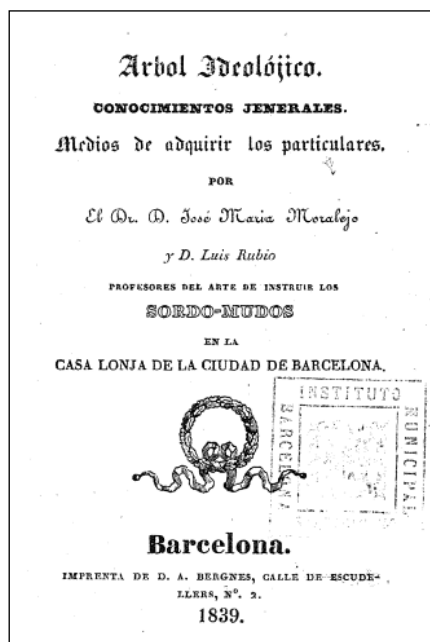 Arbol Ideolójico.
CONOCIMIENTOS JENERALES.
Medios de adquirir los particulares,
POR
El Dr. D. José Maria Moralejo
y D. Luis Rubio
PROFESORES DEL ARTE DE INSTRUIR LOS
SORDO-MUDOS
EN LA
CASA LONJA DE LA CIUDAD DE BARCELONA.
INSTITUTO
MUNICIPAL
BARCELONA
Barcelona.
IMPRENTA DE D. A. BERGNES, CALLE DE ESCUDE-
LLERS, Nº. 2.
1839.